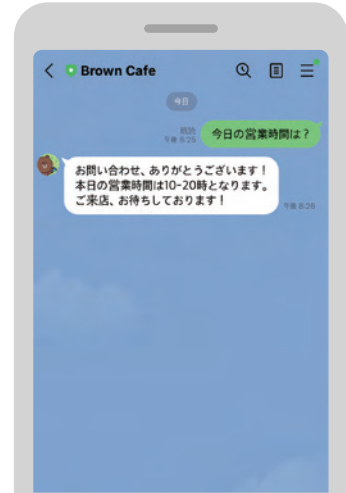 Brown Cafe
今日
今日の営業時間は？
既読
午後 8:25
お問い合わせ、ありがとうございます！
本日の営業時間は10-20時となります。
ご来店、お待ちしております！
午後 8:26